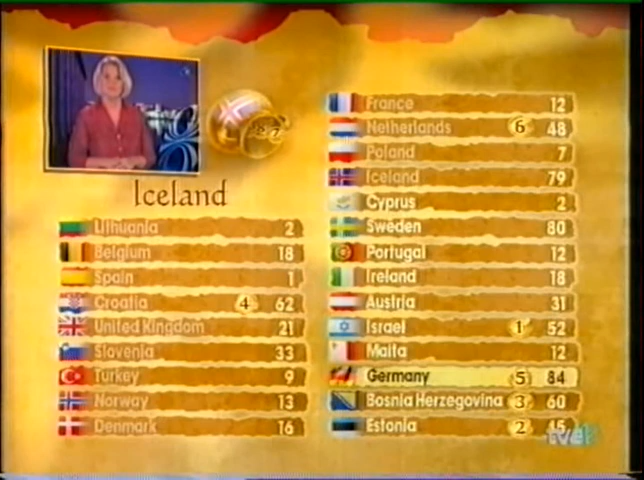 Iceland
Lithuania 2
Belgium 18
Spain 1
Croatia 4 62
United Kingdom 21
Slovenia 33
Turkey 9
Norway 13
Denmark 16
France 12
Netherlands 6 48
Poland 7
Iceland 79
Cyprus 2
Sweden 80
Portugal 12
Ireland 18
Austria 31
Israel 1 52
Malta 12
Germany 5 84
Bosnia Herzegovina 3 60
Estonia 2